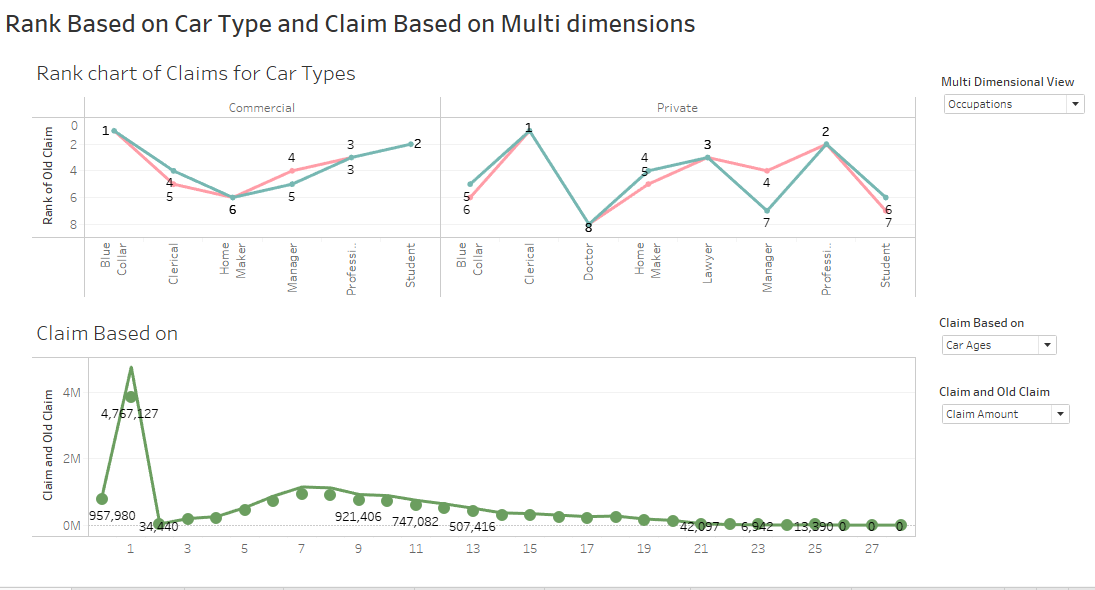 Rank Based on Car Type and Claim Based on Multi dimensions
Rank chart of Claims for Car Types
Multi Dimensional View
Occupations
Commercial
Private
Rank of Old Claim
0
2
4
6
8
1
4
5
6
4
5
3
3
2
5
6
1
8
4
5
3
4
7
2
6
7
Blue
Collar
Clerical
Home
Maker
Manager
Professi..
Student
Blue
Collar
Clerical
Doctor
Home
Maker
Lawyer
Manager
Professi..
Student
Claim Based on
Claim Based on
Car Ages
Claim and Old Claim
Claim Amount
Claim and Old Claim
4M
2M
0M
4,767,127
957,980
34,440
921,406
747,082
507,416
42,097
6,942
13,390
0
0
0
1
3
5
7
9
11
13
15
17
19
21
23
25
27